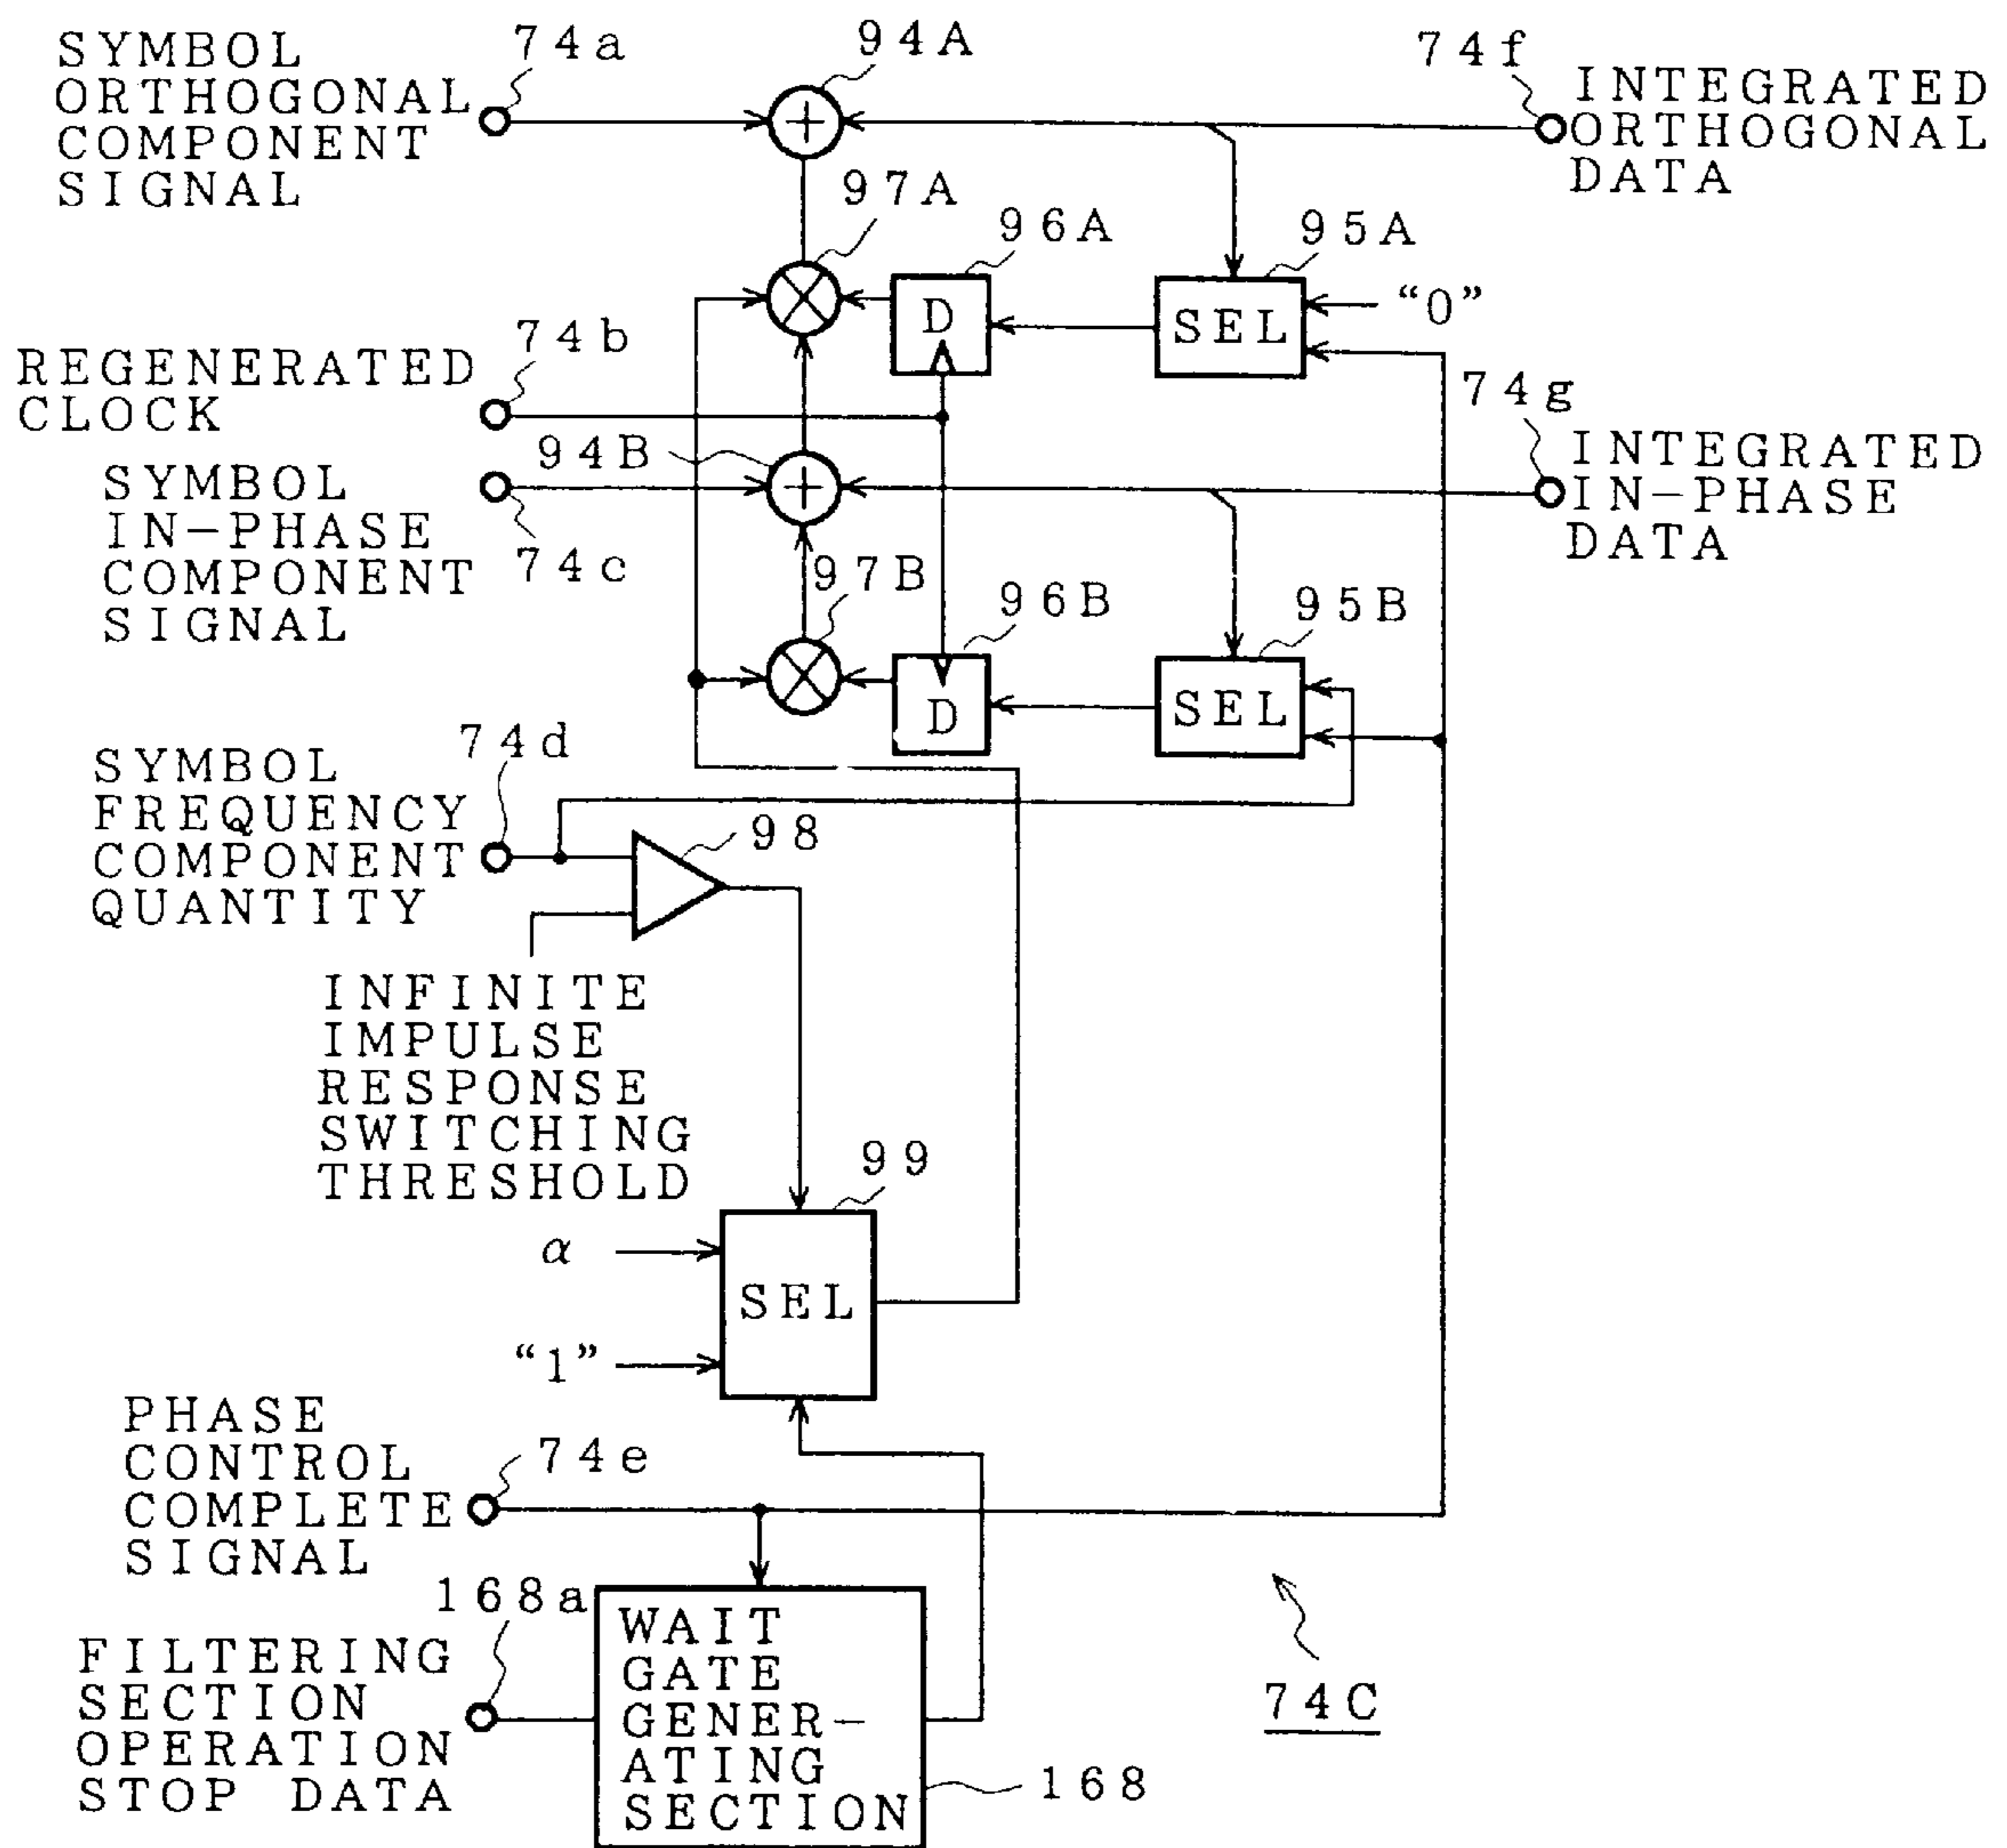 SYMBOL
ORTHOGONAL
COMPONENT
SIGNAL
74a
94A
74f
INTEGRATED
ORTHOGONAL
DATA
97A
96A
95A
D
SEL
“0”
REGENERATED
CLOCK
74b
94B
74g
INTEGRATED
IN-PHASE
DATA
SYMBOL
IN-PHASE
COMPONENT
SIGNAL
74c
97B
96B
95B
D
SEL
SYMBOL
FREQUENCY
COMPONENT
QUANTITY
74d
98
INFINITE
IMPULSE
RESPONSE
SWITCHING
THRESHOLD
99
α
SEL
“1”
PHASE
CONTROL
COMPLETE
SIGNAL
74e
168a
FILTERING
SECTION
OPERATION
STOP DATA
WAIT
GATE
GENER-
ATING
SECTION
168
74C